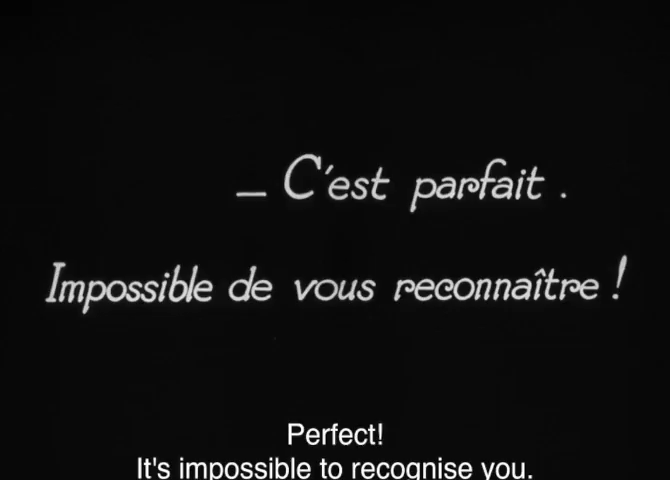 – C'est parfait.
Impossible de vous reconnaître !
Perfect!
It's impossible to recognise you.